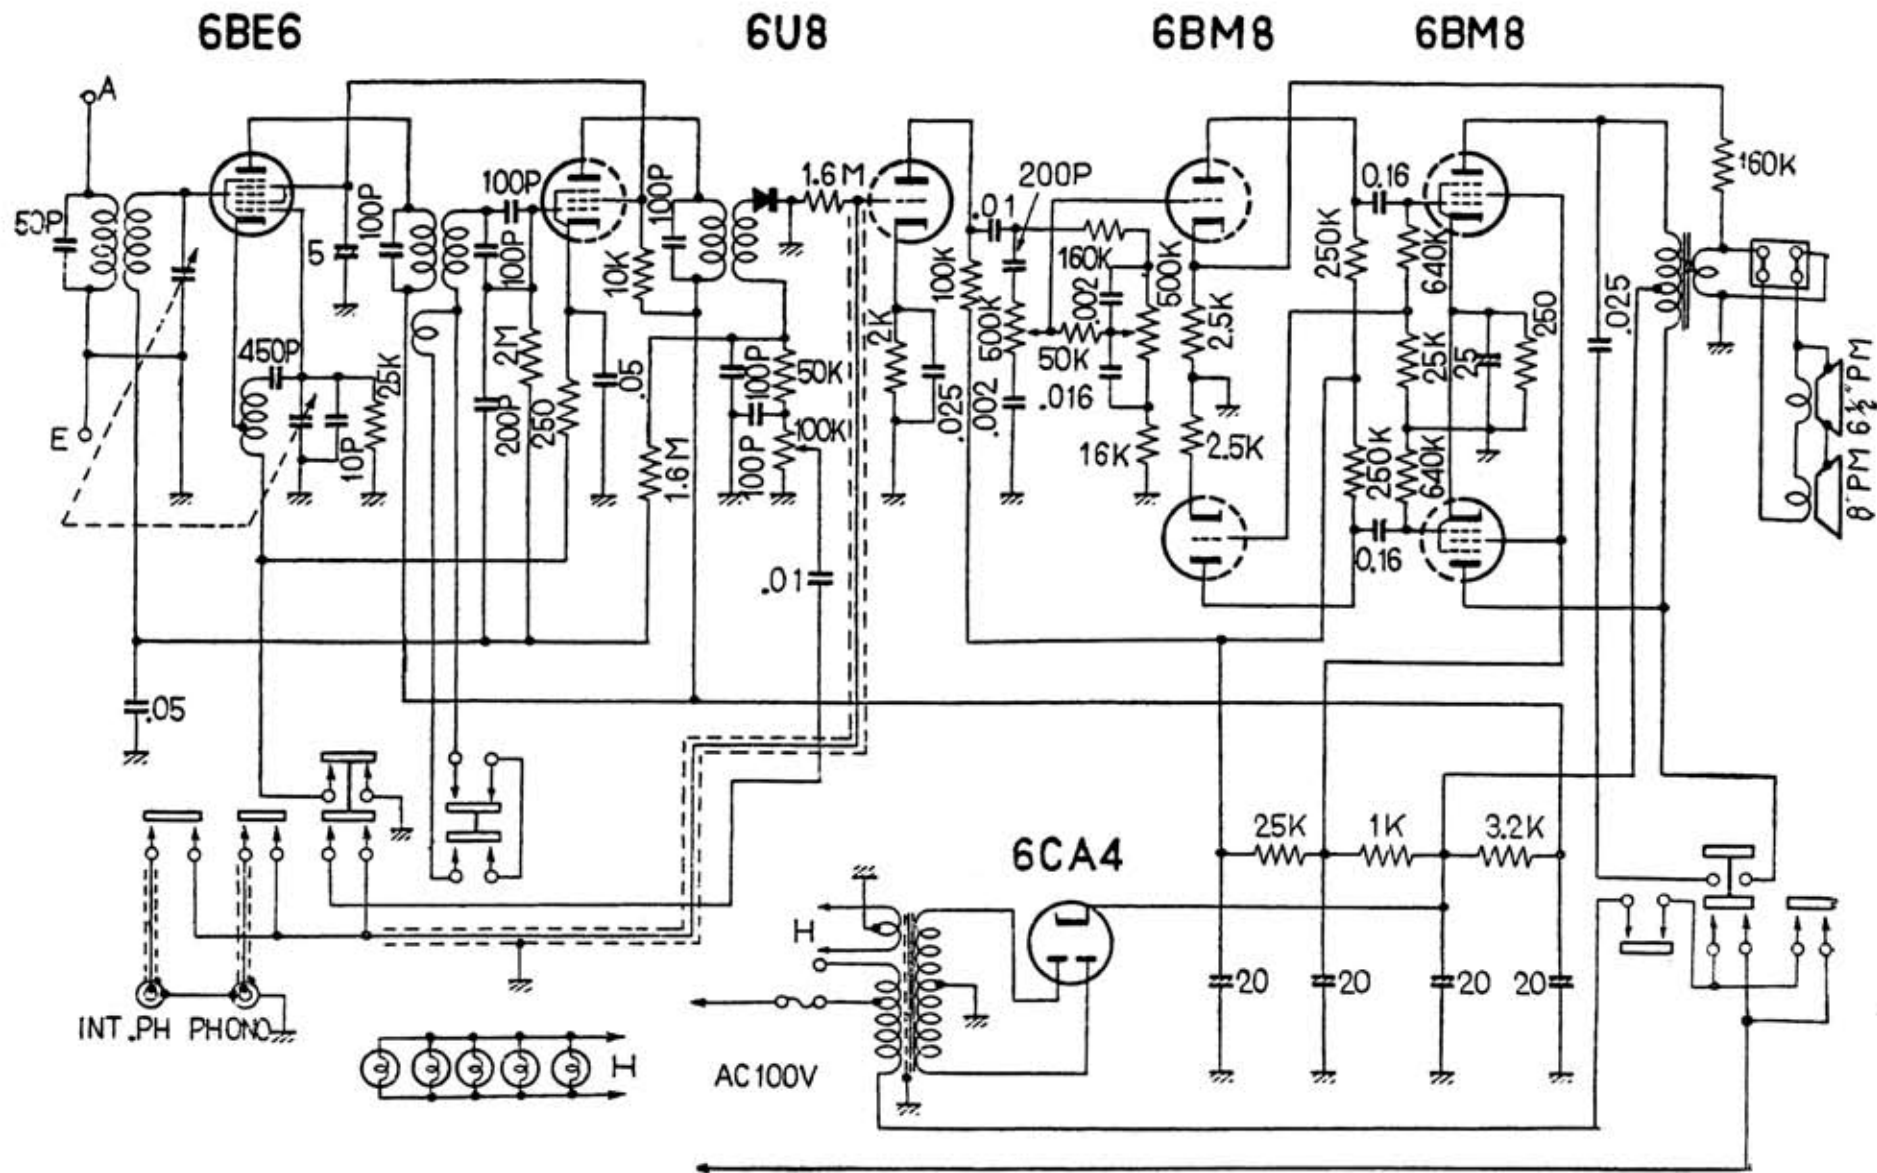 6BE6
6U8
6BM8
6BM8
A
50P
E
5
100P
450P
25K
10P
100P
100P
2M
200P
250
.05
10K
100P
1.6M
1.6M
100P
50K
100P
100K
.01
2K
.025
100K
.01
200P
160K
500K
.002
.002
500K
50K
.016
16K
2.5K
2.5K
250K
250K
0.16
0.16
640K
25K
640K
25
250
.025
160K
6½"PM
8"PM
.05
INT.PH PHONO
H
H
AC100V
6CA4
25K
1K
3.2K
20
20
20
20